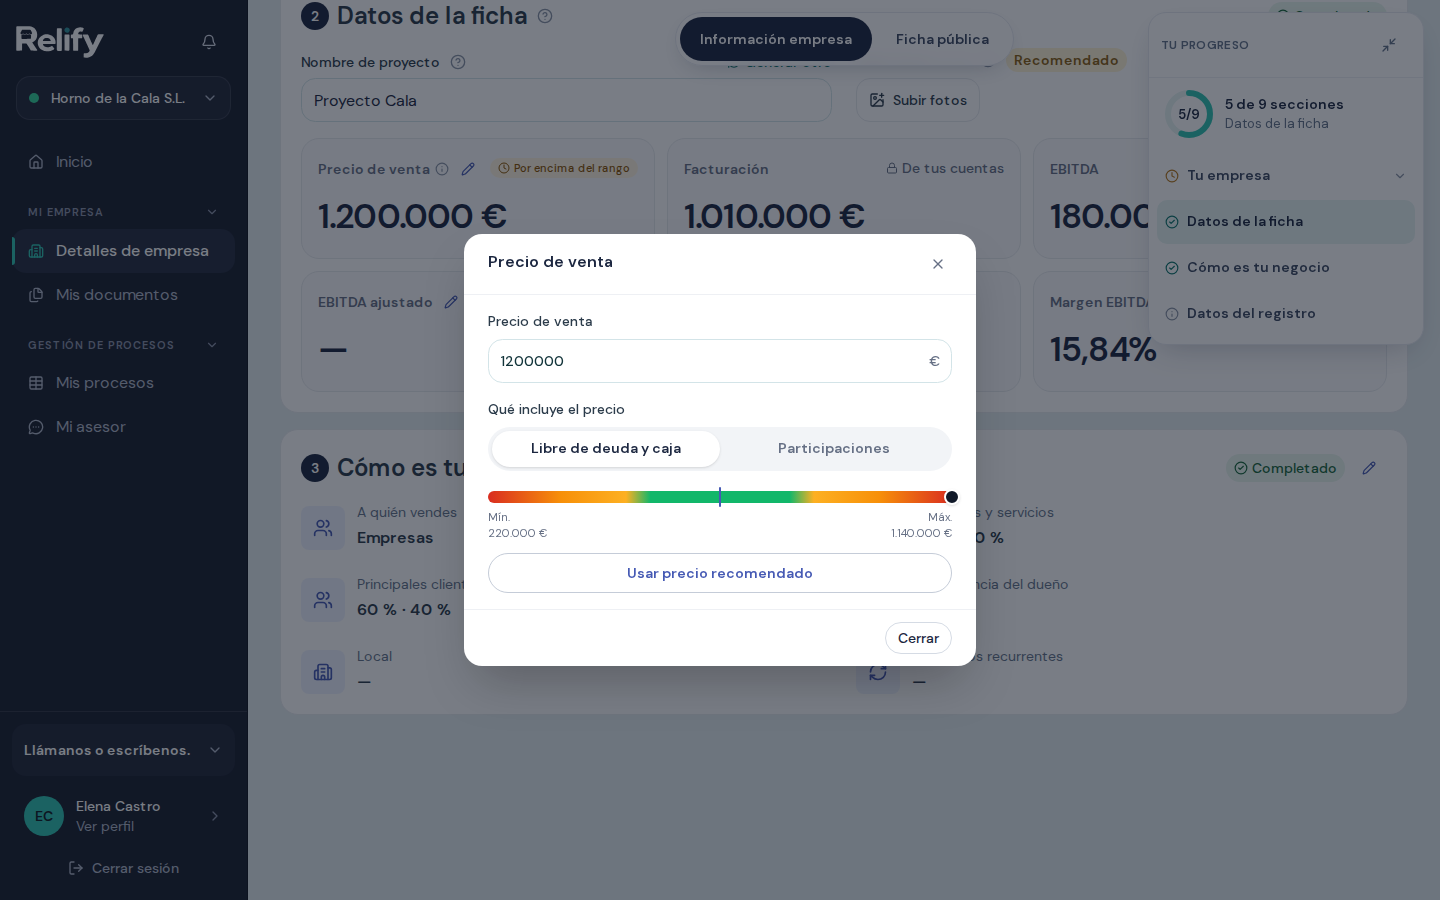 Relify
Horno de la Cala S.L.
Inicio
MI EMPRESA
Detalles de empresa
Mis documentos
GESTIÓN DE PROCESOS
Mis procesos
Mi asesor
Llámanos o escríbenos.
EC
Elena Castro
Ver perfil
Cerrar sesión
2 Datos de la ficha
Información empresa
Ficha pública
Nombre de proyecto
Recomendado
Proyecto Cala
Subir fotos
Precio de venta
Por encima del rango
1.200.000 €
Facturación
De tus cuentas
1.010.000 €
EBITDA
180.00
EBITDA ajustado
—
Margen EBITDA
15,84%
TU PROGRESO
5/9
5 de 9 secciones
Datos de la ficha
Tu empresa
Datos de la ficha
Cómo es tu negocio
Datos del registro
Precio de venta
Precio de venta
1200000 €
Qué incluye el precio
Libre de deuda y caja
Participaciones
Mín.
220.000 €
Máx.
1.140.000 €
Usar precio recomendado
Cerrar
3 Cómo es tu
Completado
A quién vendes
Empresas
s y servicios
0 %
Principales client
60 % · 40 %
ncia del dueño
Local
—
s recurrentes
—